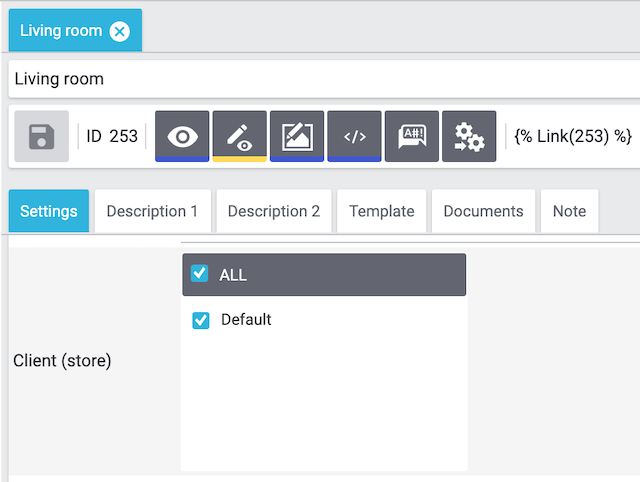 Living room
Living room
ID 253 </> A#! {% Link(253) %}
Settings Description 1 Description 2 Template Documents Note
ALL
Default
Client (store)